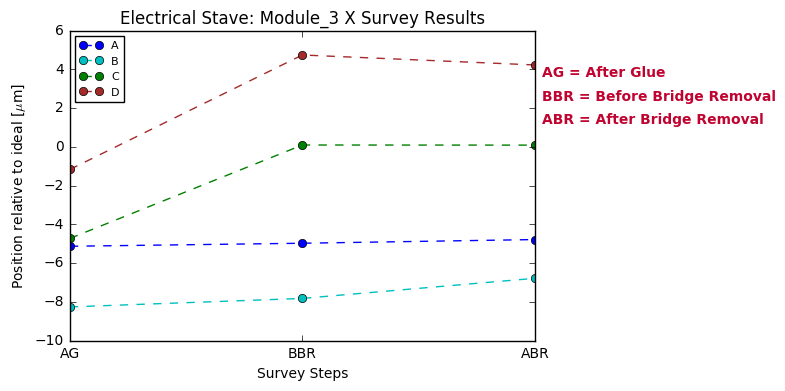 Electrical Stave: Module_3 X Survey Results
Position relative to ideal [μm]
6
4
2
0
−2
−4
−6
−8
−10
A
B
C
D
AG = After Glue
BBR = Before Bridge Removal
ABR = After Bridge Removal
AG
BBR
ABR
Survey Steps